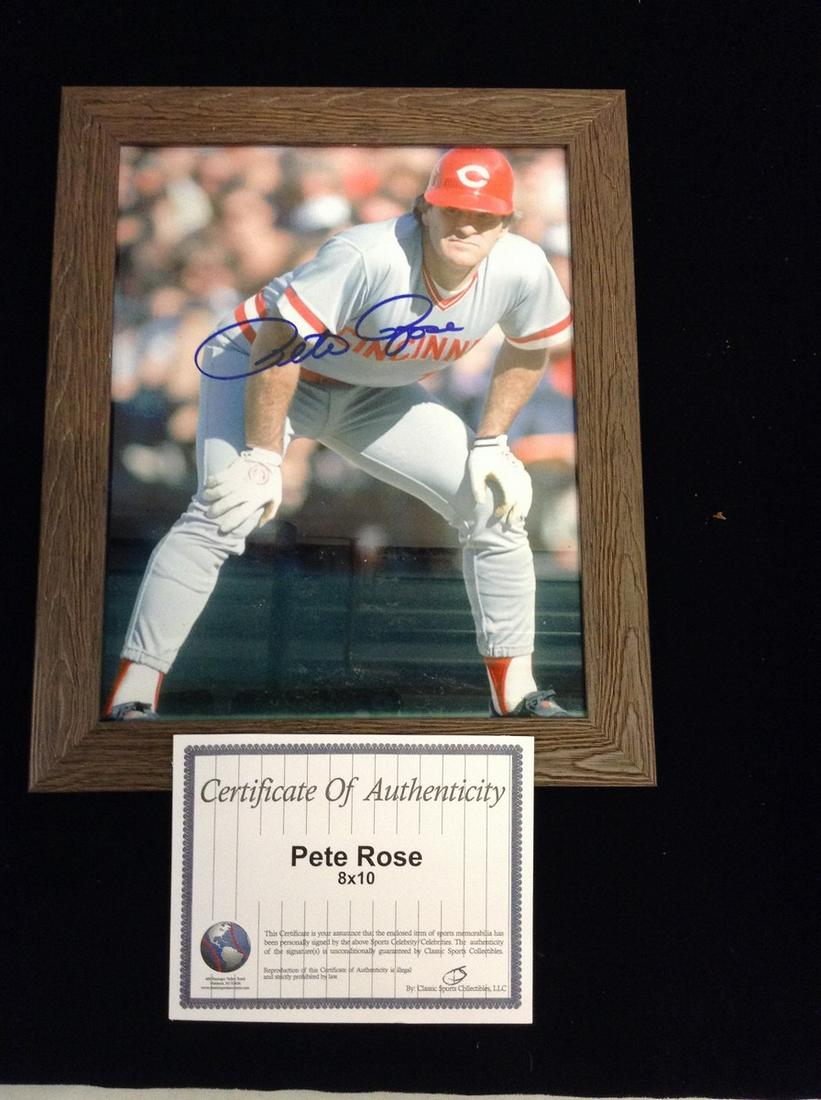 C
Pete Rose
CINCINN
Certificate Of Authenticity
Pete Rose
8x10
This Certificate is your assurance that the enclosed item of sports memorabilia has
been personally signed by the above Sports Celebrity/Celebrities. The authenticity
of the signature(s) is unconditionally guaranteed by Classic Sports Collectibles.
Reproduction of this Certificate of Authenticity is illegal
and strictly prohibited by law.
By: Classic Sports Collectibles, LLC